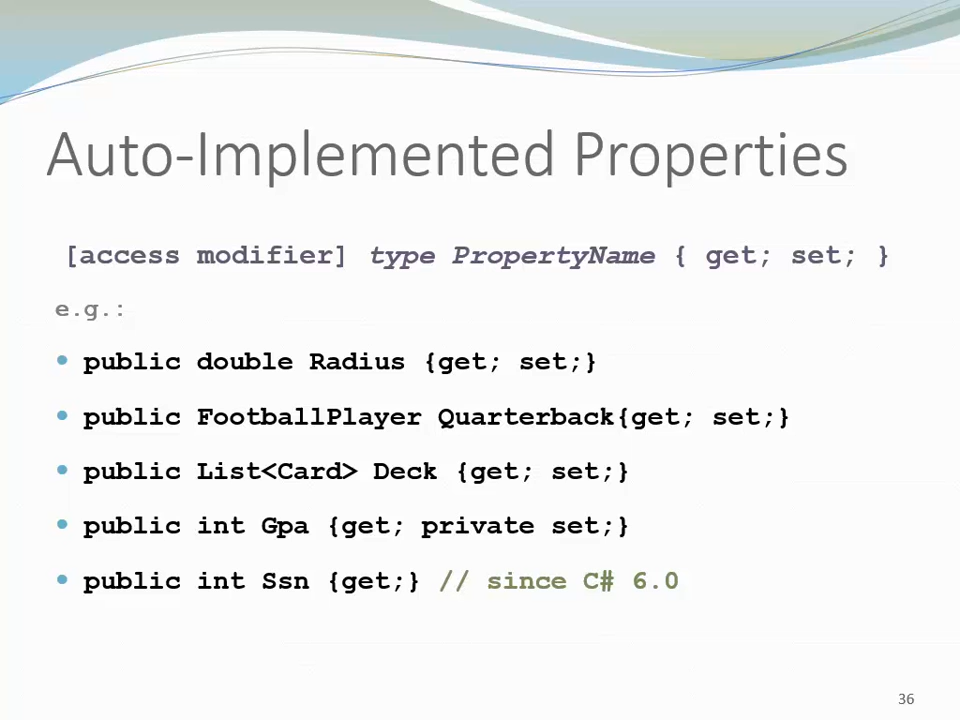 Auto-Implemented Properties
[access modifier] type PropertyName { get; set; }
e.g.:
• public double Radius {get; set;}
• public FootballPlayer Quarterback{get; set;}
• public List<Card> Deck {get; set;}
• public int Gpa {get; private set;}
• public int Ssn {get;} // since C# 6.0
36